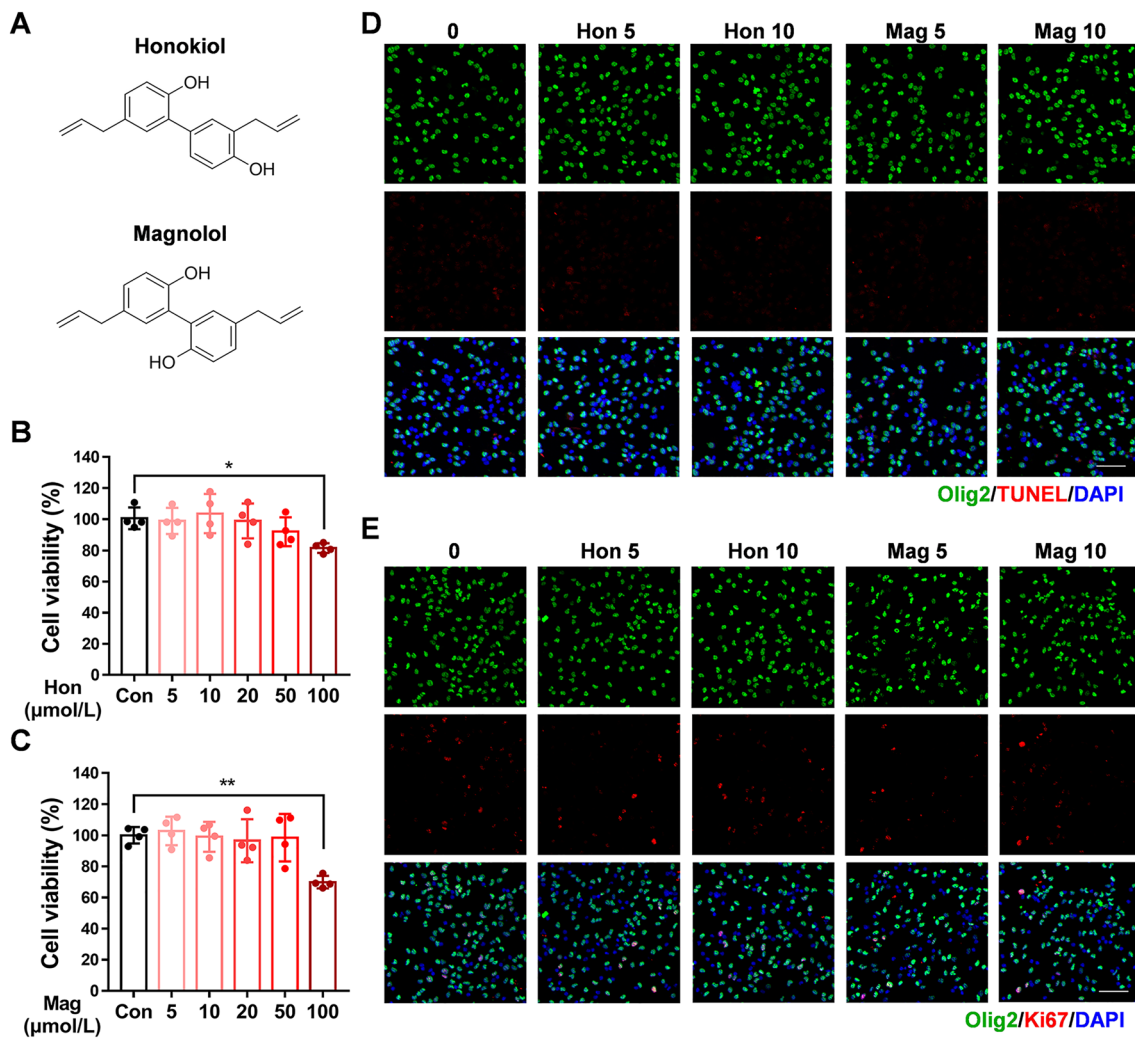 A
Honokiol
OH
OH
Magnolol
OH
HO
B
Cell viability (%)
140
120
100
80
60
40
20
0
*
Hon
(μmol/L)
Con 5 10 20 50 100
C
Cell viability (%)
140
120
100
80
60
40
20
0
**
Mag
(μmol/L)
Con 5 10 20 50 100
D
0 Hon 5 Hon 10 Mag 5 Mag 10
Olig2/TUNEL/DAPI
E
0 Hon 5 Hon 10 Mag 5 Mag 10
Olig2/Ki67/DAPI